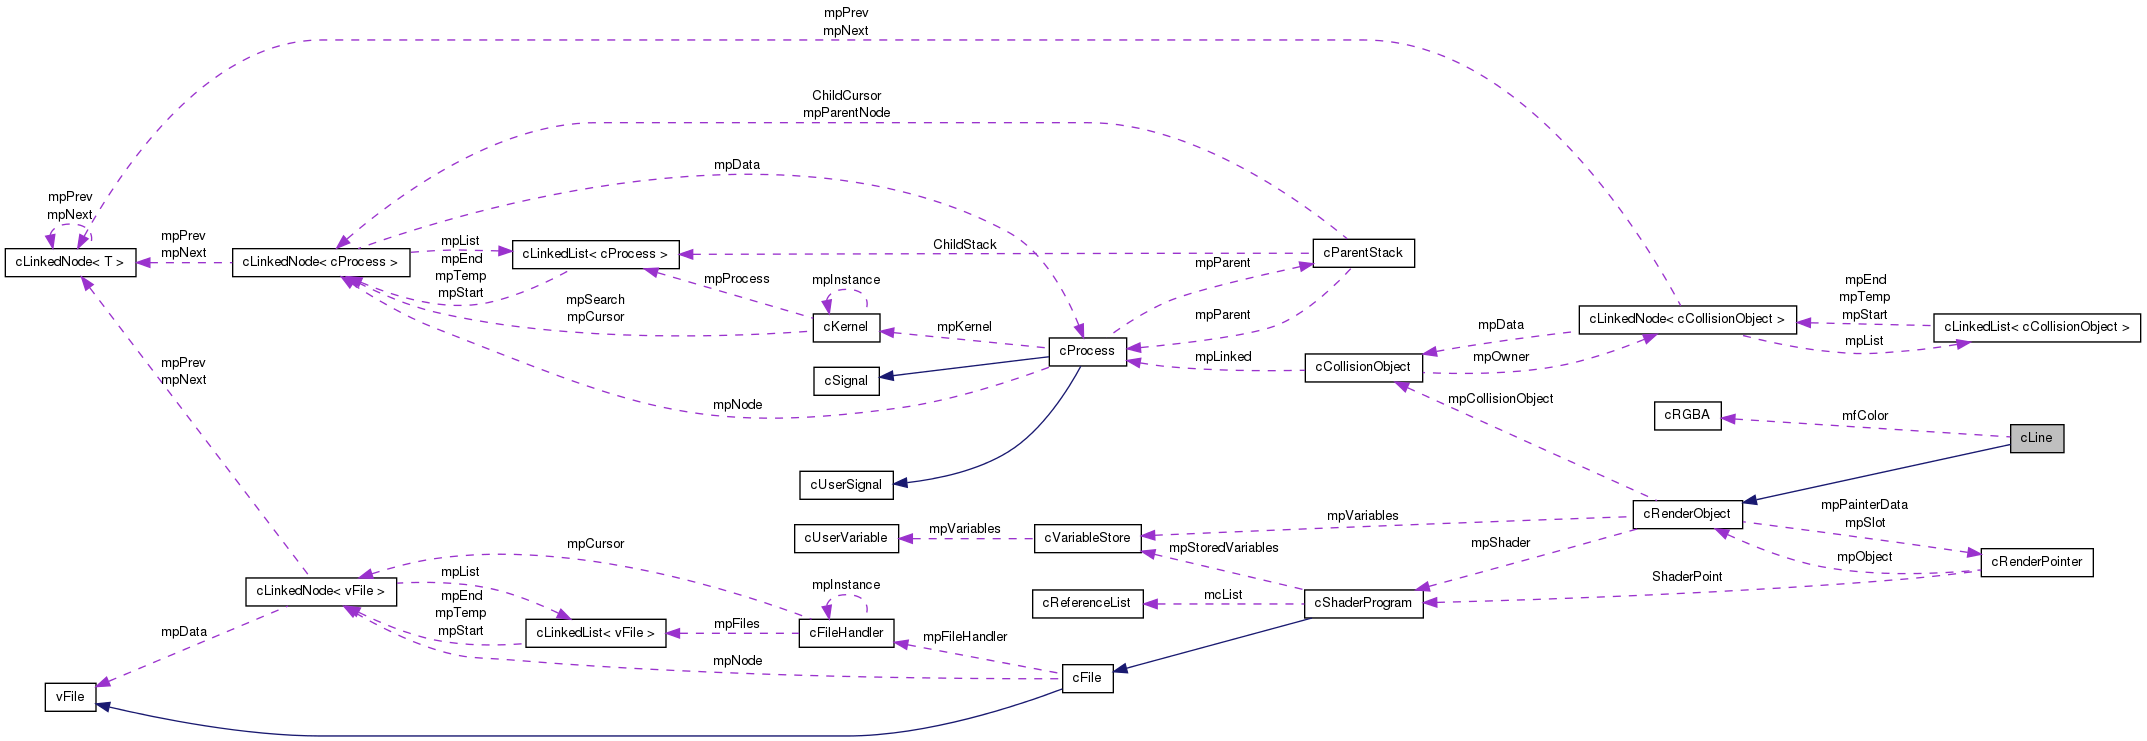 mpPrev
mpNext
ChildCursor
mpParentNode
mpData
mpPrev
mpNext
mpPrev
mpNext
cLinkedNode< T >
cLinkedNode< cProcess >
mpList
mpEnd
mpTemp
mpStart
cLinkedList< cProcess >
ChildStack
cParentStack
mpProcess
mpSearch
mpCursor
mpInstance
cKernel
mpKernel
mpParent
mpParent
cProcess
mpLinked
cSignal
mpNode
cUserSignal
cCollisionObject
mpData
mpOwner
cLinkedNode< cCollisionObject >
mpEnd
mpTemp
mpStart
mpList
cLinkedList< cCollisionObject >
mpCollisionObject
cRGBA
mfColor
cLine
mpPrev
mpNext
cRenderObject
mpPainterData
mpSlot
mpObject
cRenderPointer
mpVariables
mpShader
ShaderPoint
cUserVariable
mpVariables
cVariableStore
mpStoredVariables
cReferenceList
mcList
cShaderProgram
mpCursor
cLinkedNode< vFile >
mpList
mpEnd
mpTemp
mpStart
cLinkedList< vFile >
mpFiles
mpInstance
cFileHandler
mpFileHandler
mpData
mpNode
cFile
vFile